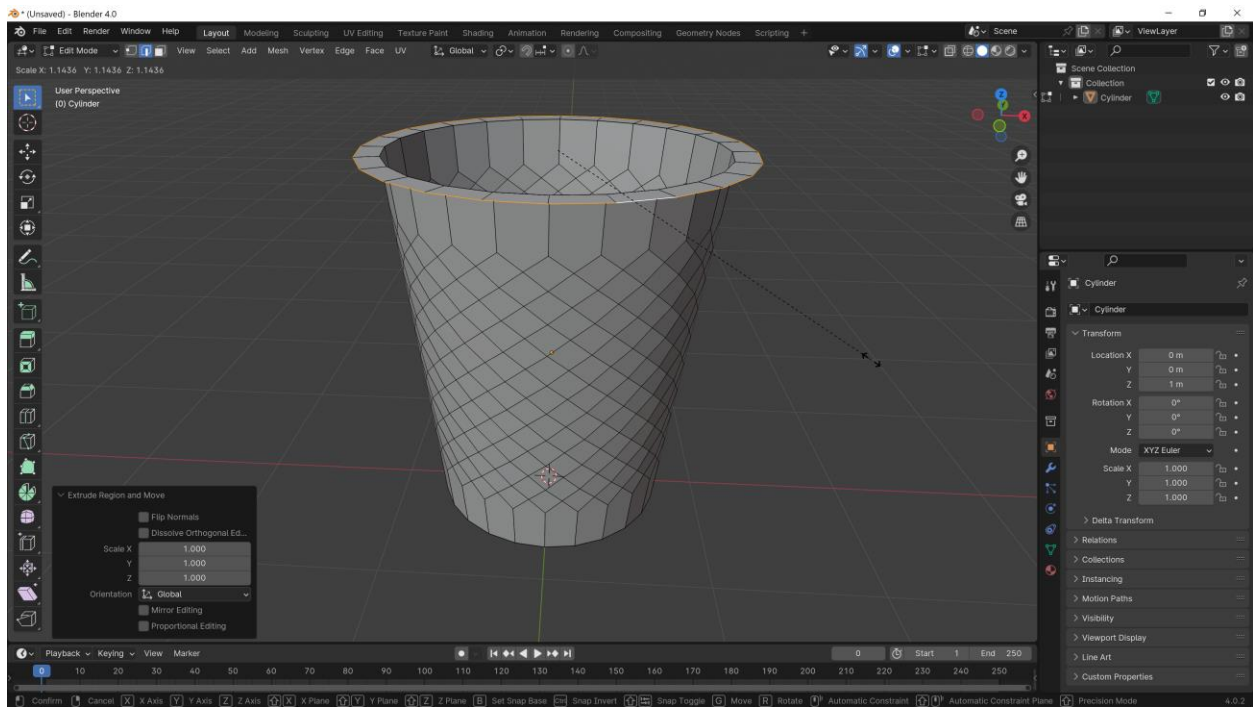 * (Unsaved) - Blender 4.0
File Edit Render Window Help Layout Modeling Sculpting UV Editing Texture Paint Shading Animation Rendering Compositing Geometry Nodes Scripting + Scene ViewLayer
Edit Mode View Select Add Mesh Vertex Edge Face UV Global
Scale X: 1.1436 Y: 1.1436 Z: 1.1436
User Perspective
(0) Cylinder
Z
Y
X
Scene Collection
Collection
Cylinder
Cylinder
Cylinder
Transform
Location X 0 m
Y 0 m
Z 1 m
Rotation X 0°
Y 0°
Z 0°
Mode XYZ Euler
Scale X 1.000
Y 1.000
Z 1.000
Delta Transform
Relations
Collections
Instancing
Motion Paths
Visibility
Viewport Display
Line Art
Custom Properties
Extrude Region and Move
Flip Normals
Dissolve Orthogonal Ed...
Scale X 1.000
Y 1.000
Z 1.000
Orientation Global
Mirror Editing
Proportional Editing
Playback Keying View Marker 0 Start 1 End 250
0 10 20 30 40 50 60 70 80 90 100 110 120 130 140 150 160 170 180 190 200 210 220 230 240 250
Confirm Cancel X X Axis Y Y Axis Z Z Axis X X Plane Y Y Plane Z Z Plane B Set Snap Base Snap Invert Snap Toggle G Move R Rotate Automatic Constraint Automatic Constraint Plane Precision Mode 4.0.2